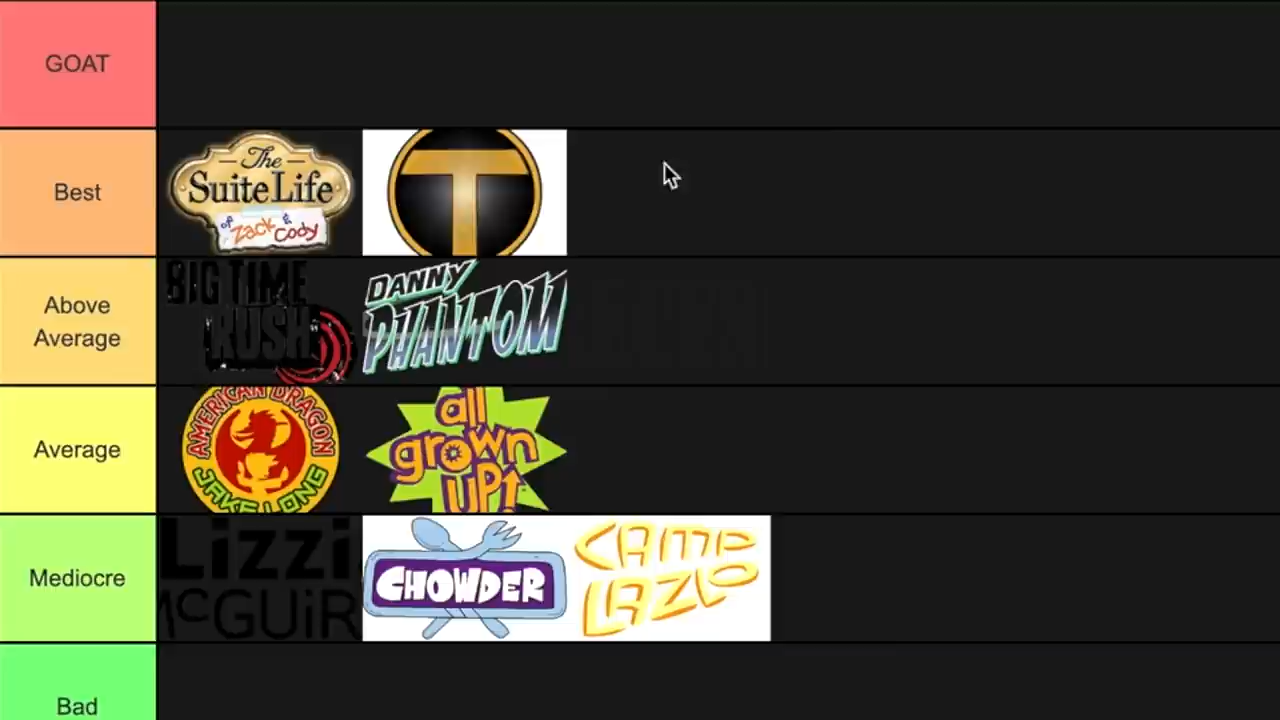 GOAT
Best
The
Suite Life
of Zack & Cody
T
Above
Average
BIG TIME
RUSH
DANNY
PHANTOM
Average
AMERICAN DRAGON
JAKE LONG
all
grown
UP!
Mediocre
Lizzi
McGUiR
CHOWDER
CAMP
LAZLO
Bad